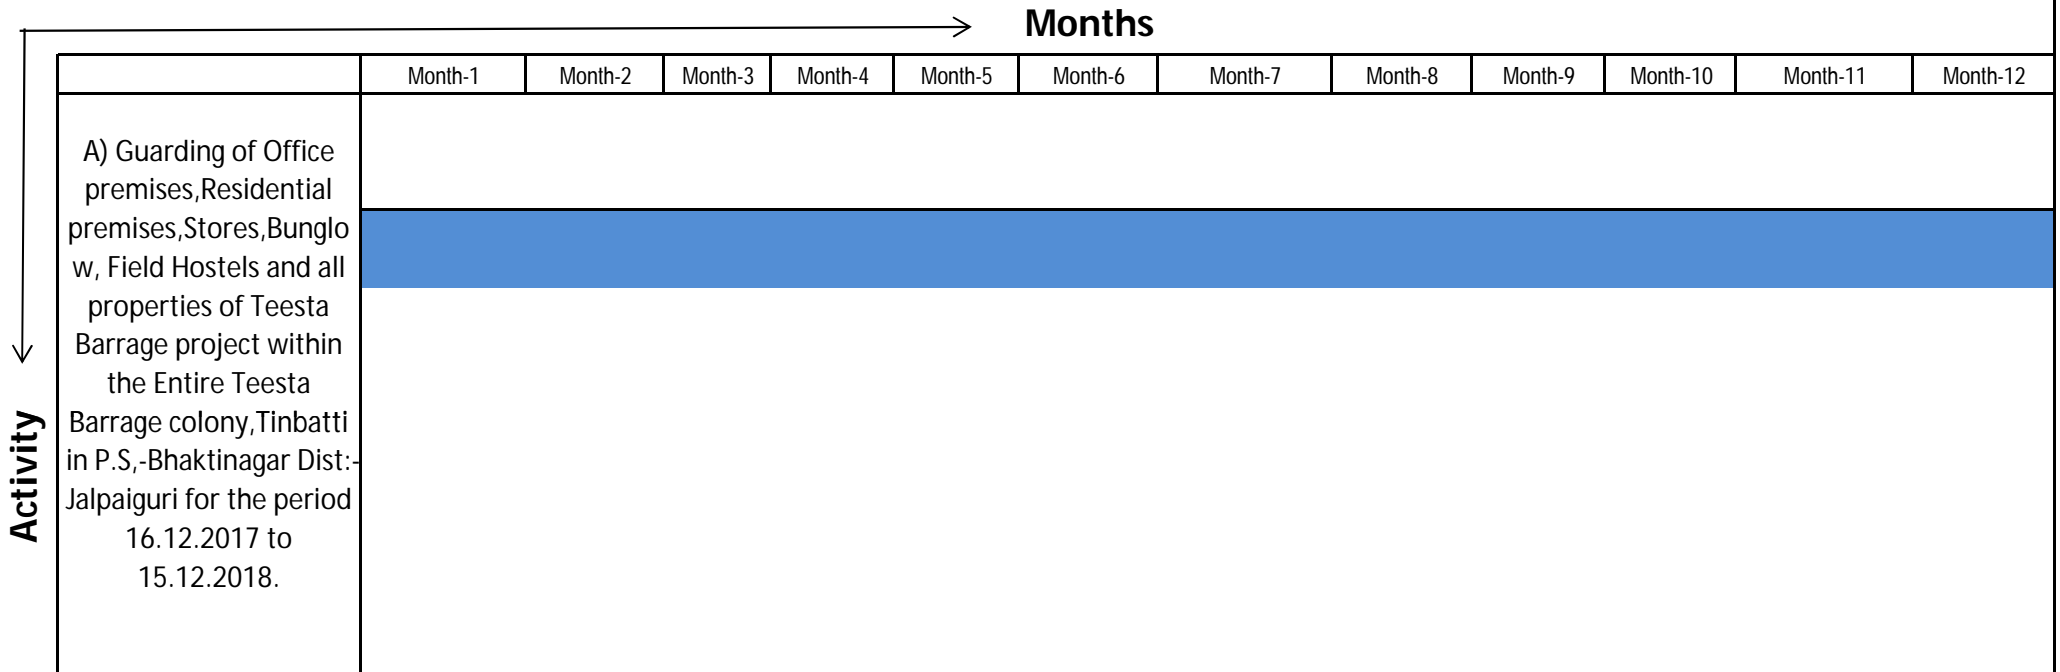 Months
Month-1 Month-2 Month-3 Month-4 Month-5 Month-6 Month-7 Month-8 Month-9 Month-10 Month-11 Month-12
A) Guarding of Office
premises,Residential
premises,Stores,Bunglo
w, Field Hostels and all
properties of Teesta
Barrage project within
the Entire Teesta
Barrage colony,Tinbatti
in P.S,-Bhaktinagar Dist:-
Jalpaiguri for the period
16.12.2017 to
15.12.2018.
Activity